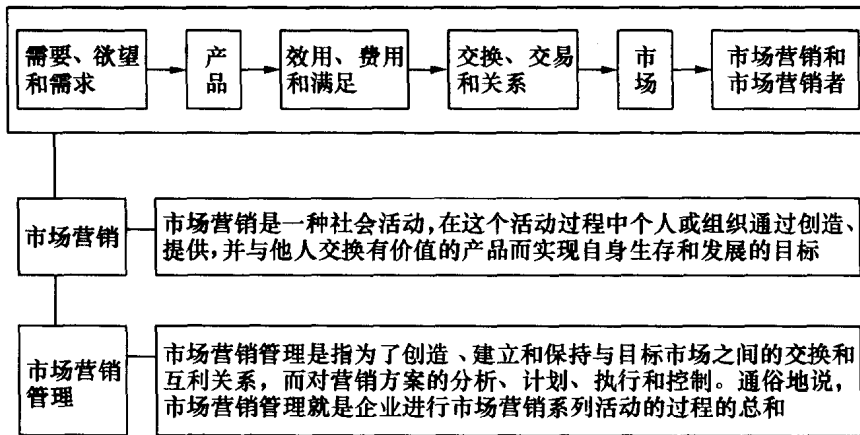 需要、欲望
和需求
产
品
效用、费用
和满足
交换、交易
和关系
市
场
市场营销和
市场营销者
市场营销
市场营销是一种社会活动,在这个活动过程中个人或组织通过创造、
提供,并与他人交换有价值的产品而实现自身生存和发展的目标
市场营销
管理
市场营销管理是指为了创造、建立和保持与目标市场之间的交换和
互利关系，而对营销方案的分析、计划、执行和控制。通俗地说，
市场营销管理就是企业进行市场营销系列活动的过程的总和